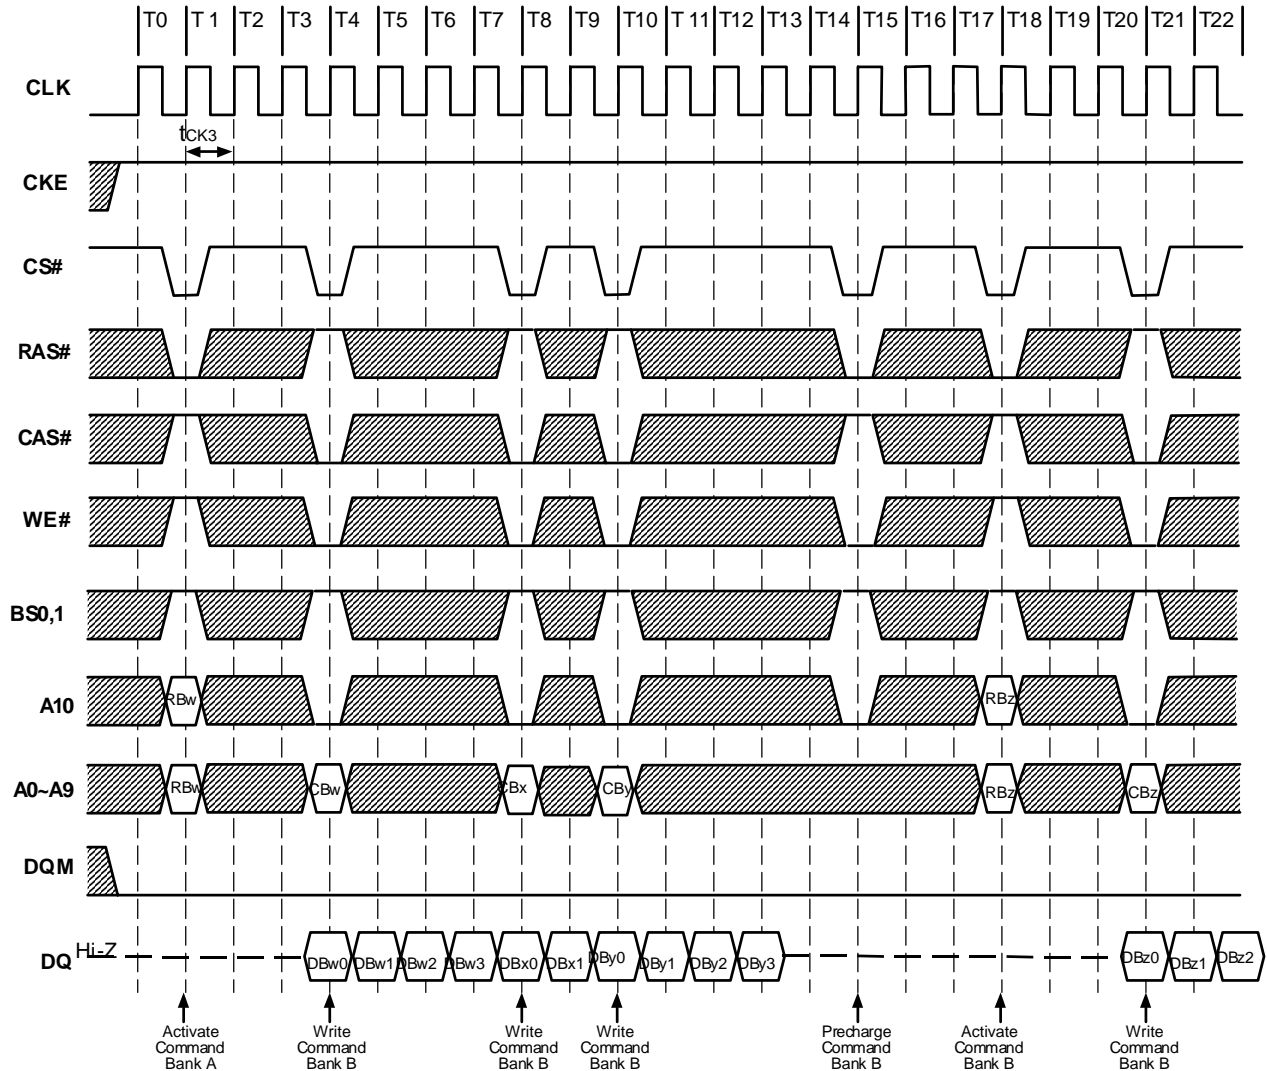 T0 T 1 T2 T3 T4 T5 T6 T7 T8 T9 T10 T 11 T12 T13 T14 T15 T16 T17 T18 T19 T20 T21 T22
CLK
tCK3
CKE
CS#
RAS#
CAS#
WE#
BS0,1
A10 RBw RBz
A0~A9 RBw CBw CBx CBy RBz CBz
DQM
DQ Hi-Z DBw0 DBw1 DBw2 DBw3 DBx0 DBx1 DBy0 DBy1 DBy2 DBy3 DBz0 DBz1 DBz2
Activate Write Write Write Precharge Activate Write
Command Command Command Command Command Command Command
Bank A Bank B Bank B Bank B Bank B Bank B Bank B